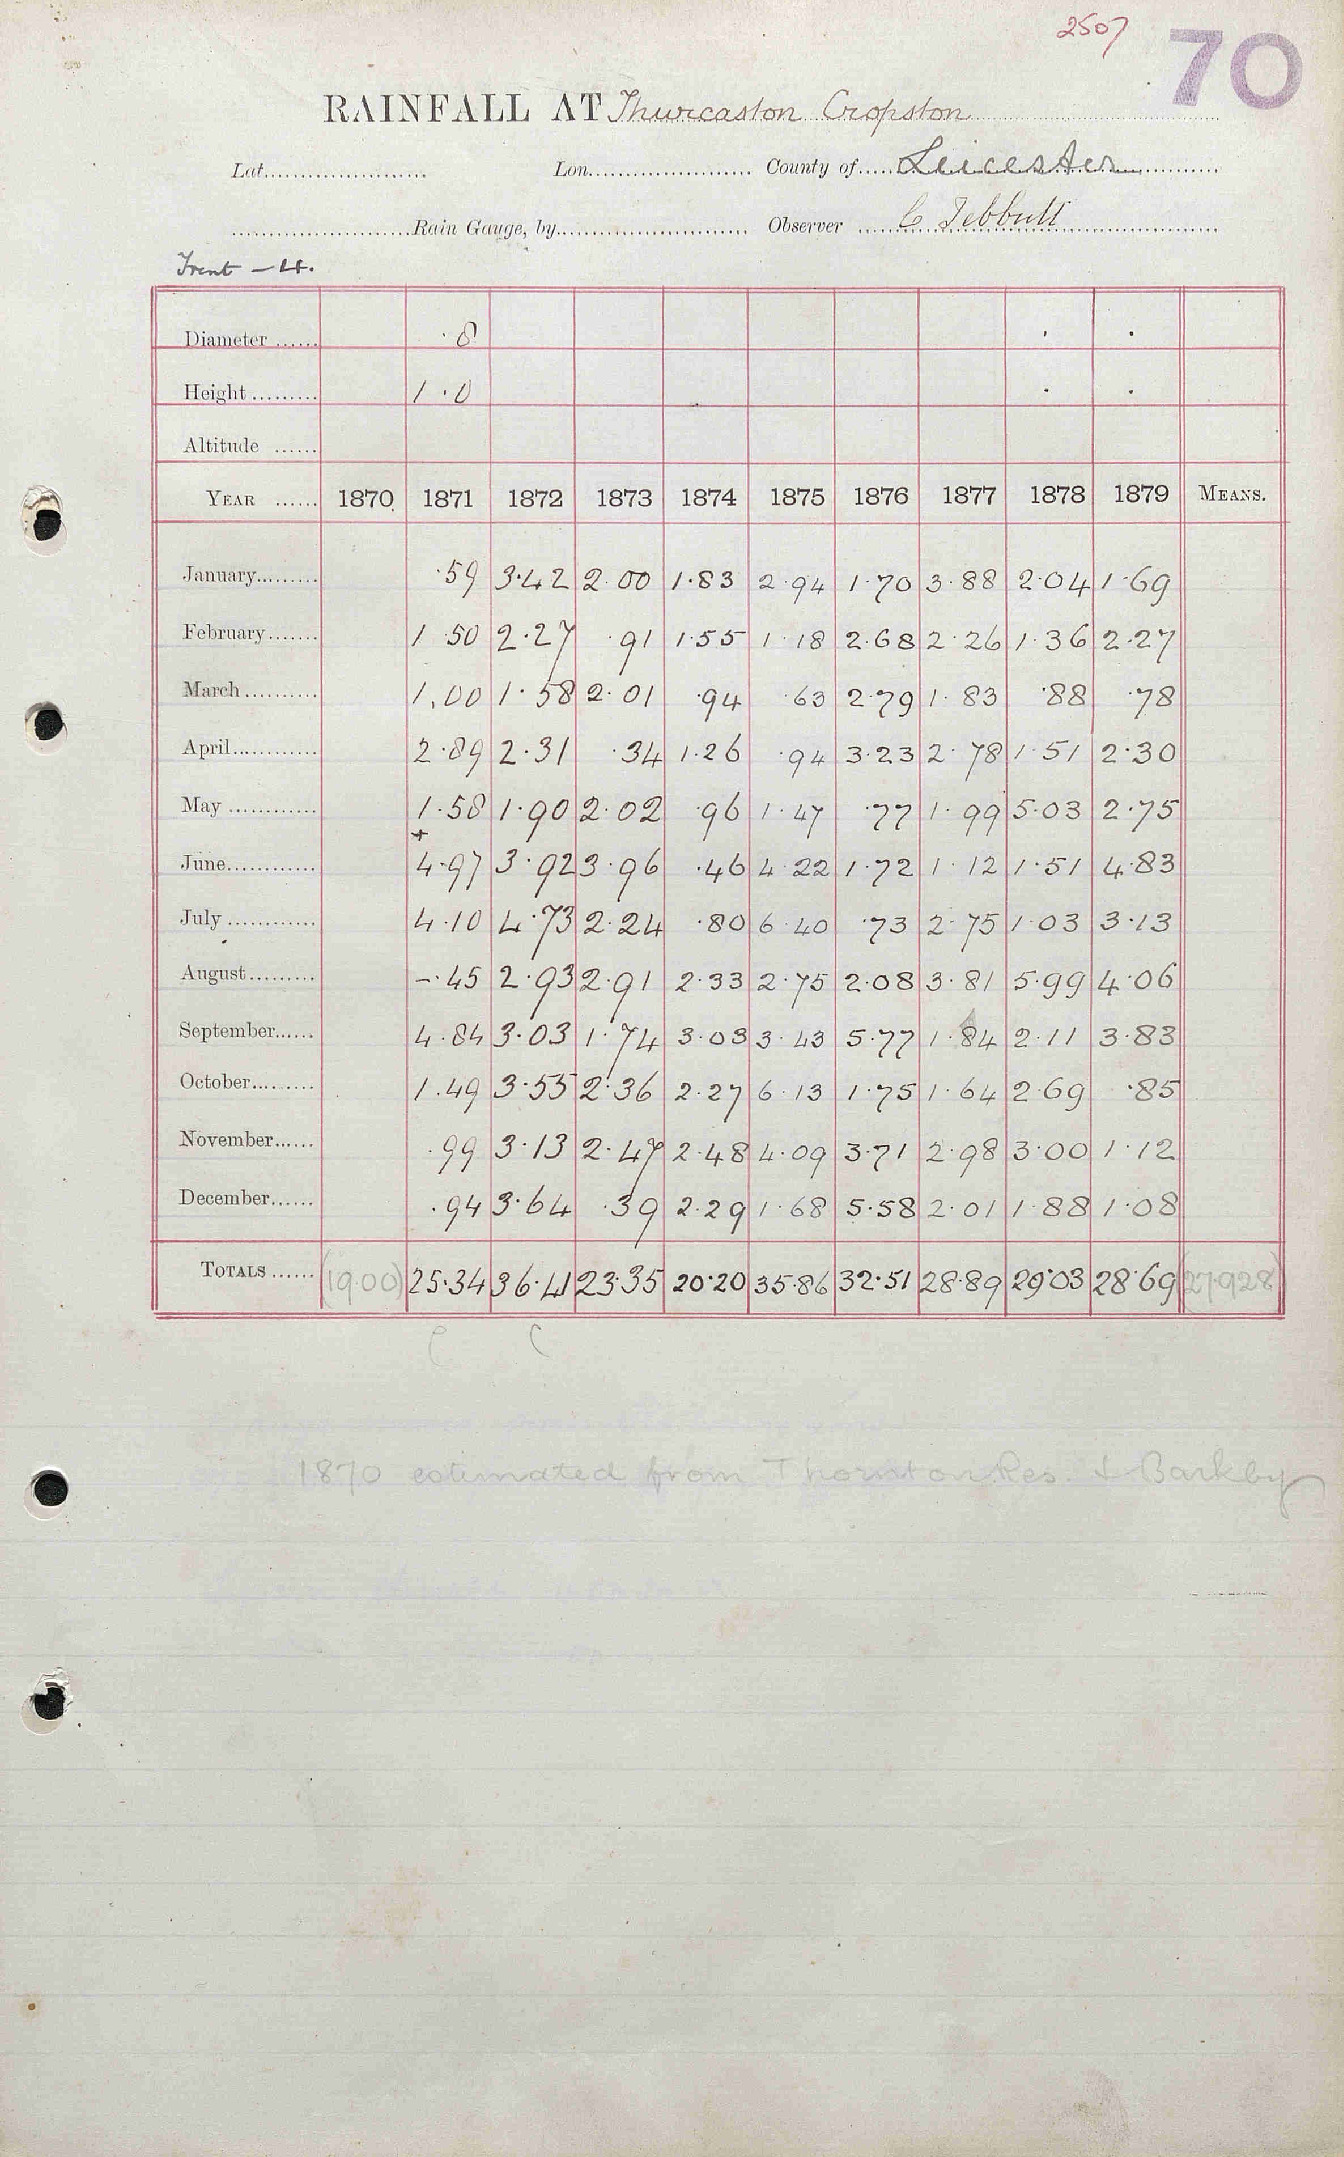 2507
70
RAINFALL AT Thurcaston Cropston
Lat. Lon. County of Leicester
Rain Gauge, by Observer C Tebbutt
Trent — 4.
Diameter ·8
Height 1·0
Altitude
YEAR 1870 1871 1872 1873 1874 1875 1876 1877 1878 1879 MEANS.
January ·59 3·42 2·00 1·83 2·94 1·70 3·88 2·04 1·69
February 1·50 2·27 ·91 1·55 1·18 2·68 2·26 1·36 2·27
March 1.00 1·58 2·01 ·94 ·63 2·79 1·83 ·88 ·78
April 2·89 2·31 ·34 1·26 ·94 3·23 2·78 1·51 2·30
May 1·58 1·90 2·02 ·96 1·47 ·77 1·99 5·03 2·75
June 4·97 3·92 3·96 ·46 4·22 1·72 1·12 1·51 4·83
July 4·10 4·73 2·24 ·80 6·40 ·73 2·75 1·03 3·13
August –·45 2·93 2·91 2·33 2·75 2·08 3·81 5·99 4·06
September 4·84 3·03 1·74 3·03 3·43 5·77 1·84 2·11 3·83
October 1·49 3·55 2·36 2·27 6·13 1·75 1·64 2·69 ·85
November ·99 3·13 2·47 2·48 4·09 3·71 2·98 3·00 1·12
December ·94 3·64 ·39 2·29 1·68 5·58 2·01 1·88 1·08
TOTALS (19·00) 25·34 36·41 23·35 20·20 35·86 32·51 28·89 29·03 28·69 (27·928)
1870 estimated from Thornton Res. & Barkby